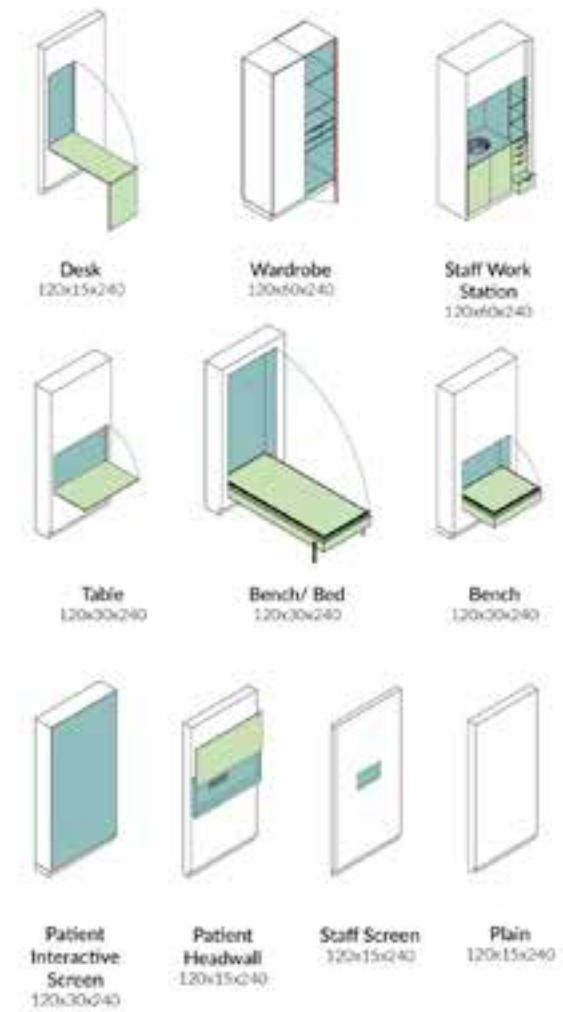 Desk
120x15x240
Wardrobe
120x60x240
Staff Work
Station
120x60x240
Table
120x30x240
Bench/ Bed
120x30x240
Bench
120x30x240
Patient
Interactive
Screen
120x30x240
Patient
Headwall
120x15x240
Staff Screen
120x15x240
Plain
120x15x240